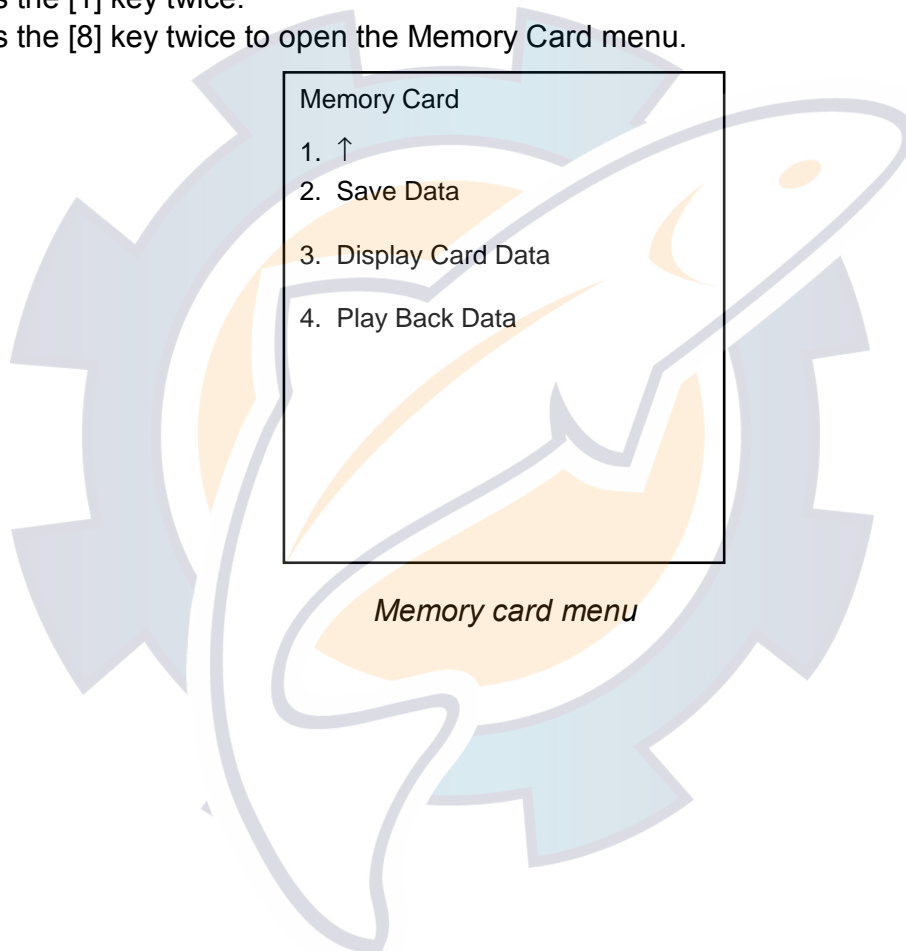 the [1] key twice.
the [8] key twice to open the Memory Card menu.
Memory Card
1. ↑
2. Save Data
3. Display Card Data
4. Play Back Data
Memory card menu